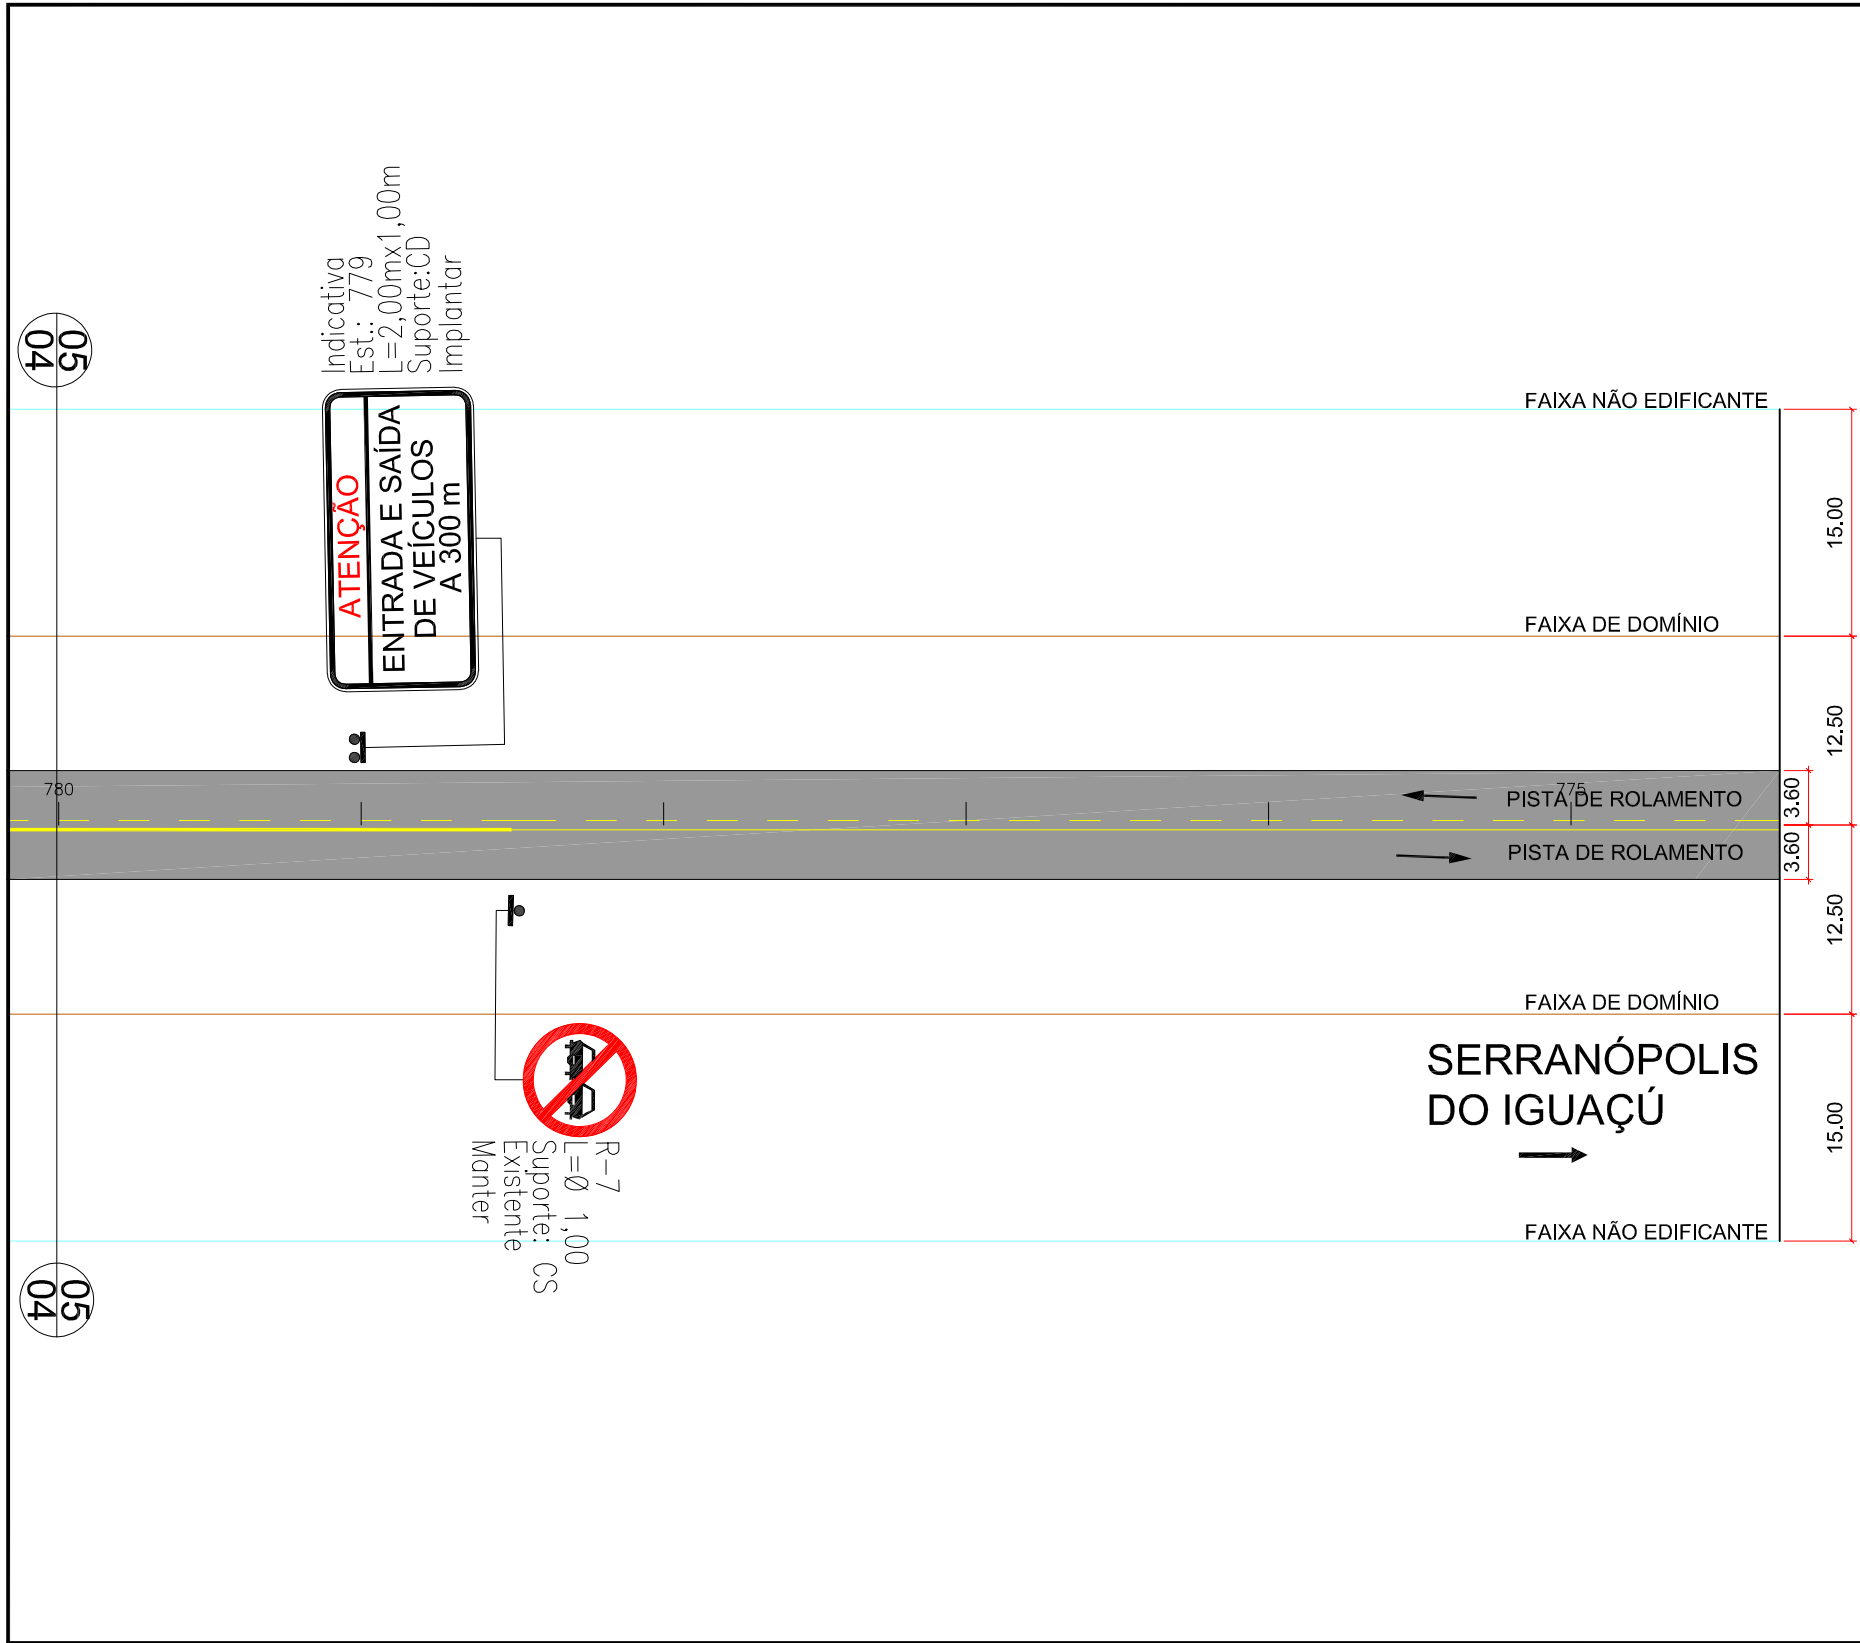 Indicativa
Est.: 779
L=2,00mx1,00m
Suporte:CD
Implantar
05
04
ATENÇÃO
ENTRADA E SAÍDA
DE VEÍCULOS
A 300 m
FAIXA NÃO EDIFICANTE
15.00
FAIXA DE DOMÍNIO
12.50
780
775
PISTA DE ROLAMENTO
3.60
PISTA DE ROLAMENTO
3.60
12.50
FAIXA DE DOMÍNIO
SERRANÓPOLIS
DO IGUAÇÚ
15.00
R-7
L=Ø 1,00
Suporte: CS
Existente
Manter
FAIXA NÃO EDIFICANTE
05
04